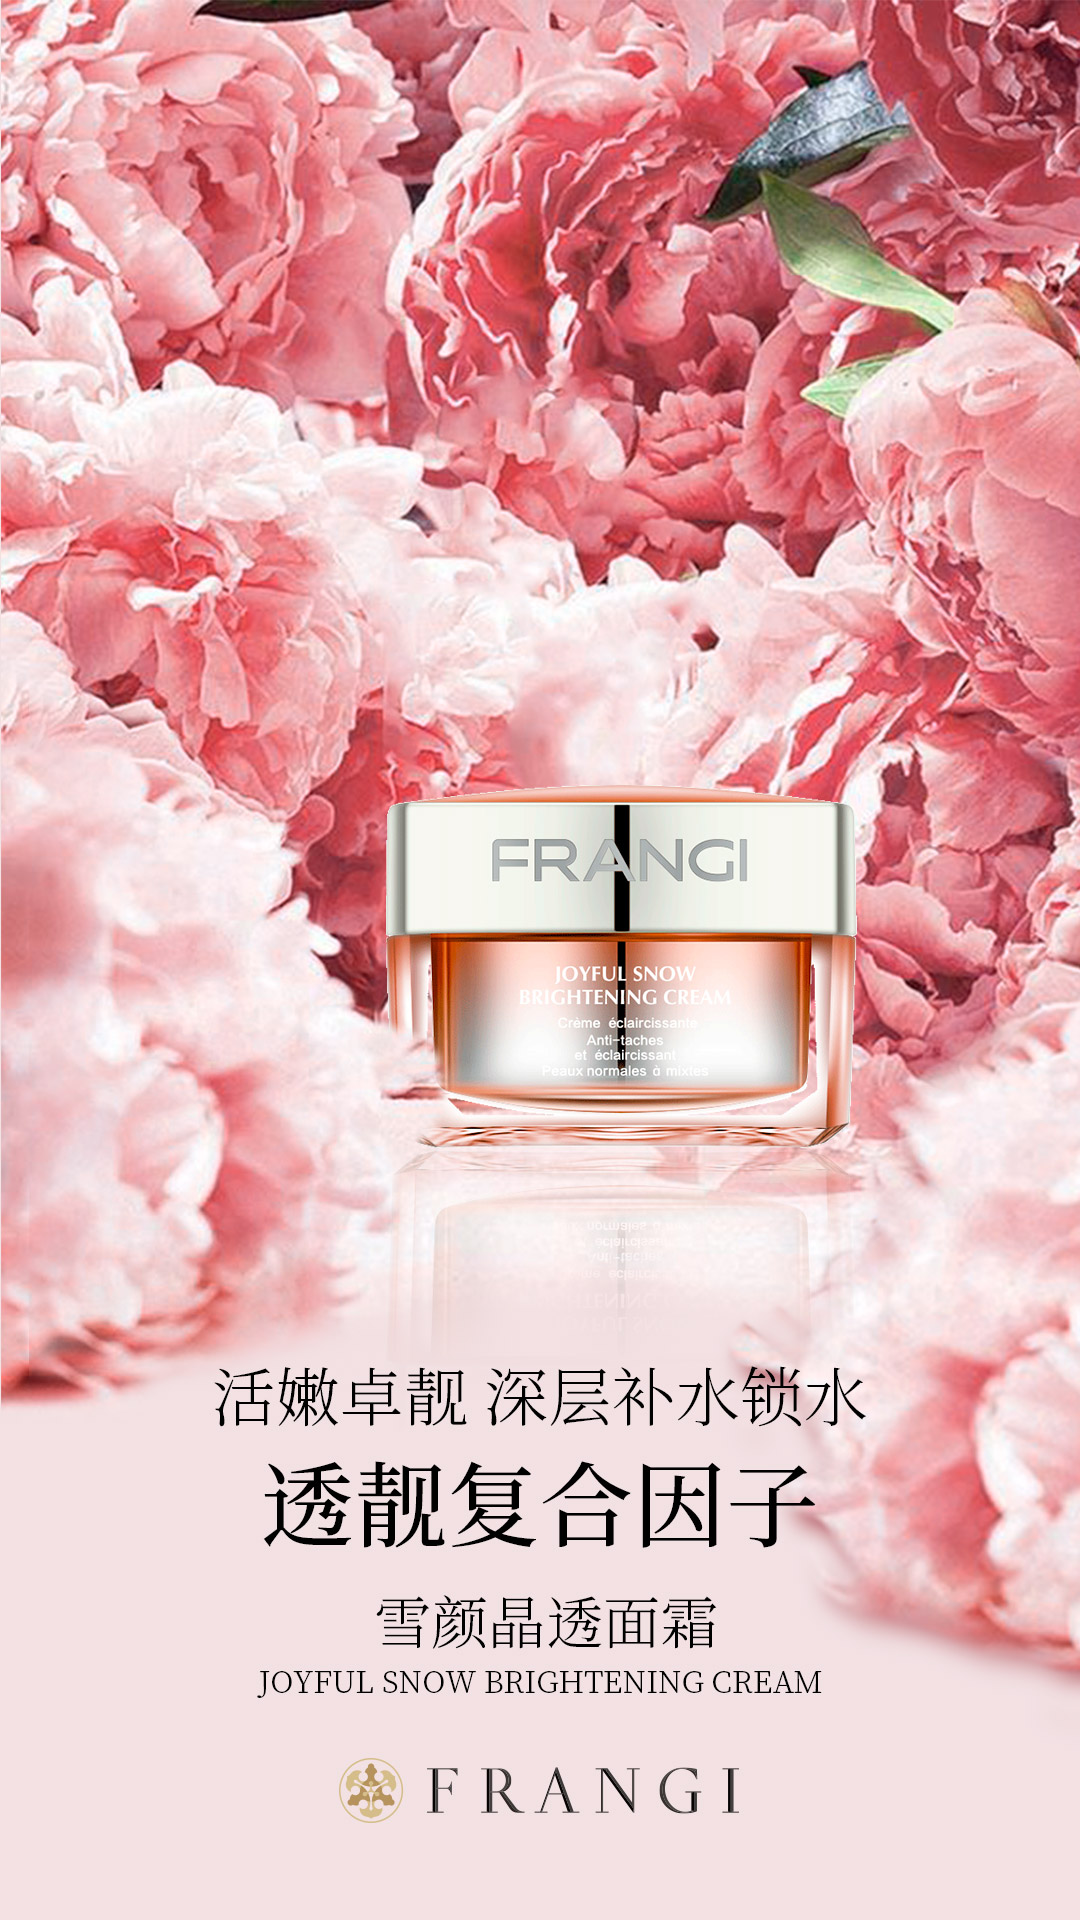 FRANGI
JOYFUL SNOW
BRIGHTENING CREAM
Crème éclaircissante
Anti-taches
et éclaircissant
Peaux normales à mixtes
活嫩卓靓 深层补水锁水
透靓复合因子
雪颜晶透面霜
JOYFUL SNOW BRIGHTENING CREAM
FRANGI